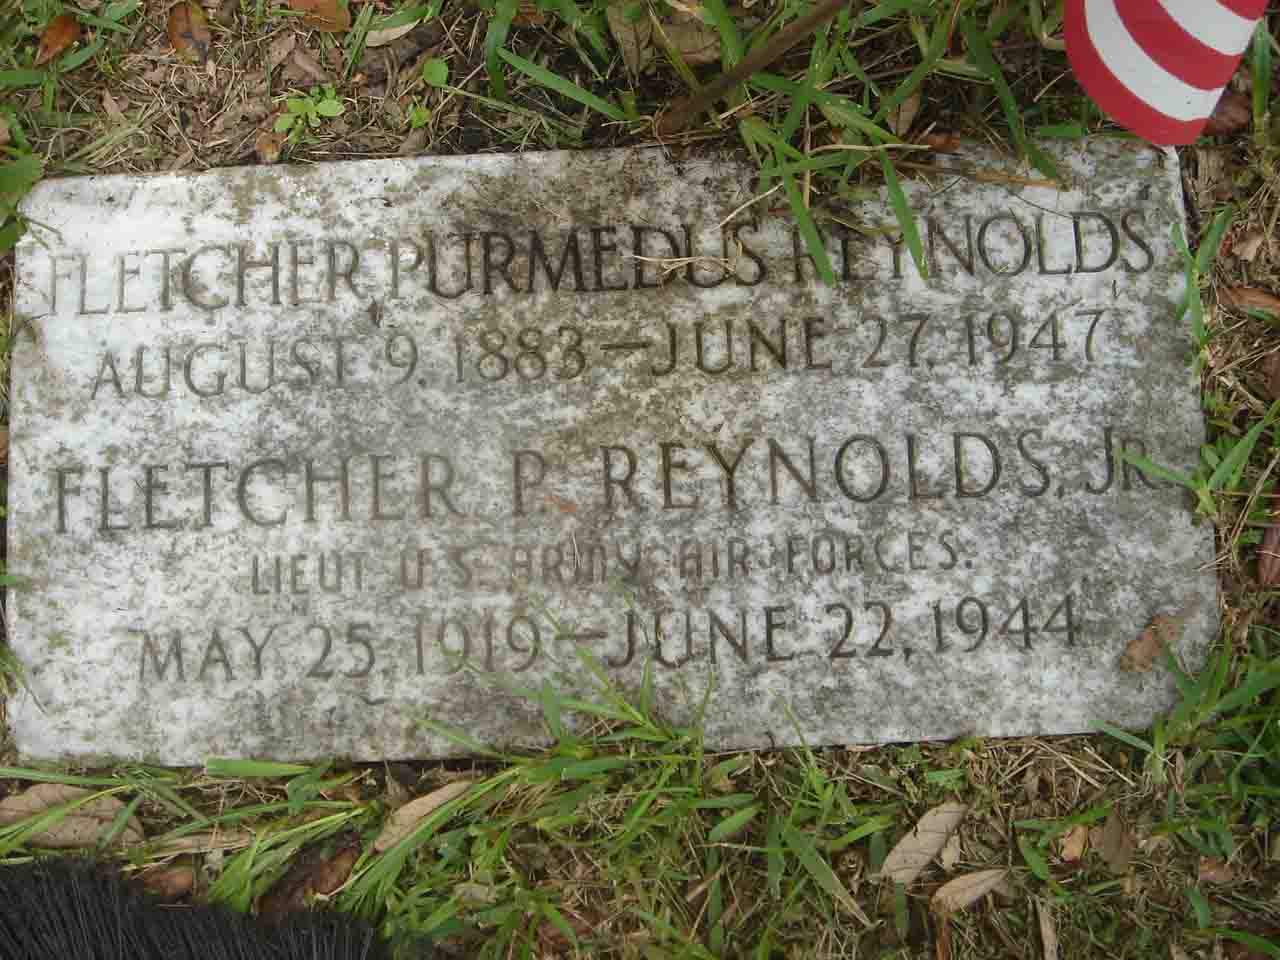 FLETCHER PURMEDUS REYNOLDS
AUGUST 9, 1883 — JUNE 27, 1947
FLETCHER P. REYNOLDS, JR.
LIEUT. U.S. ARMY AIR FORCES.
MAY 25, 1919 — JUNE 22, 1944